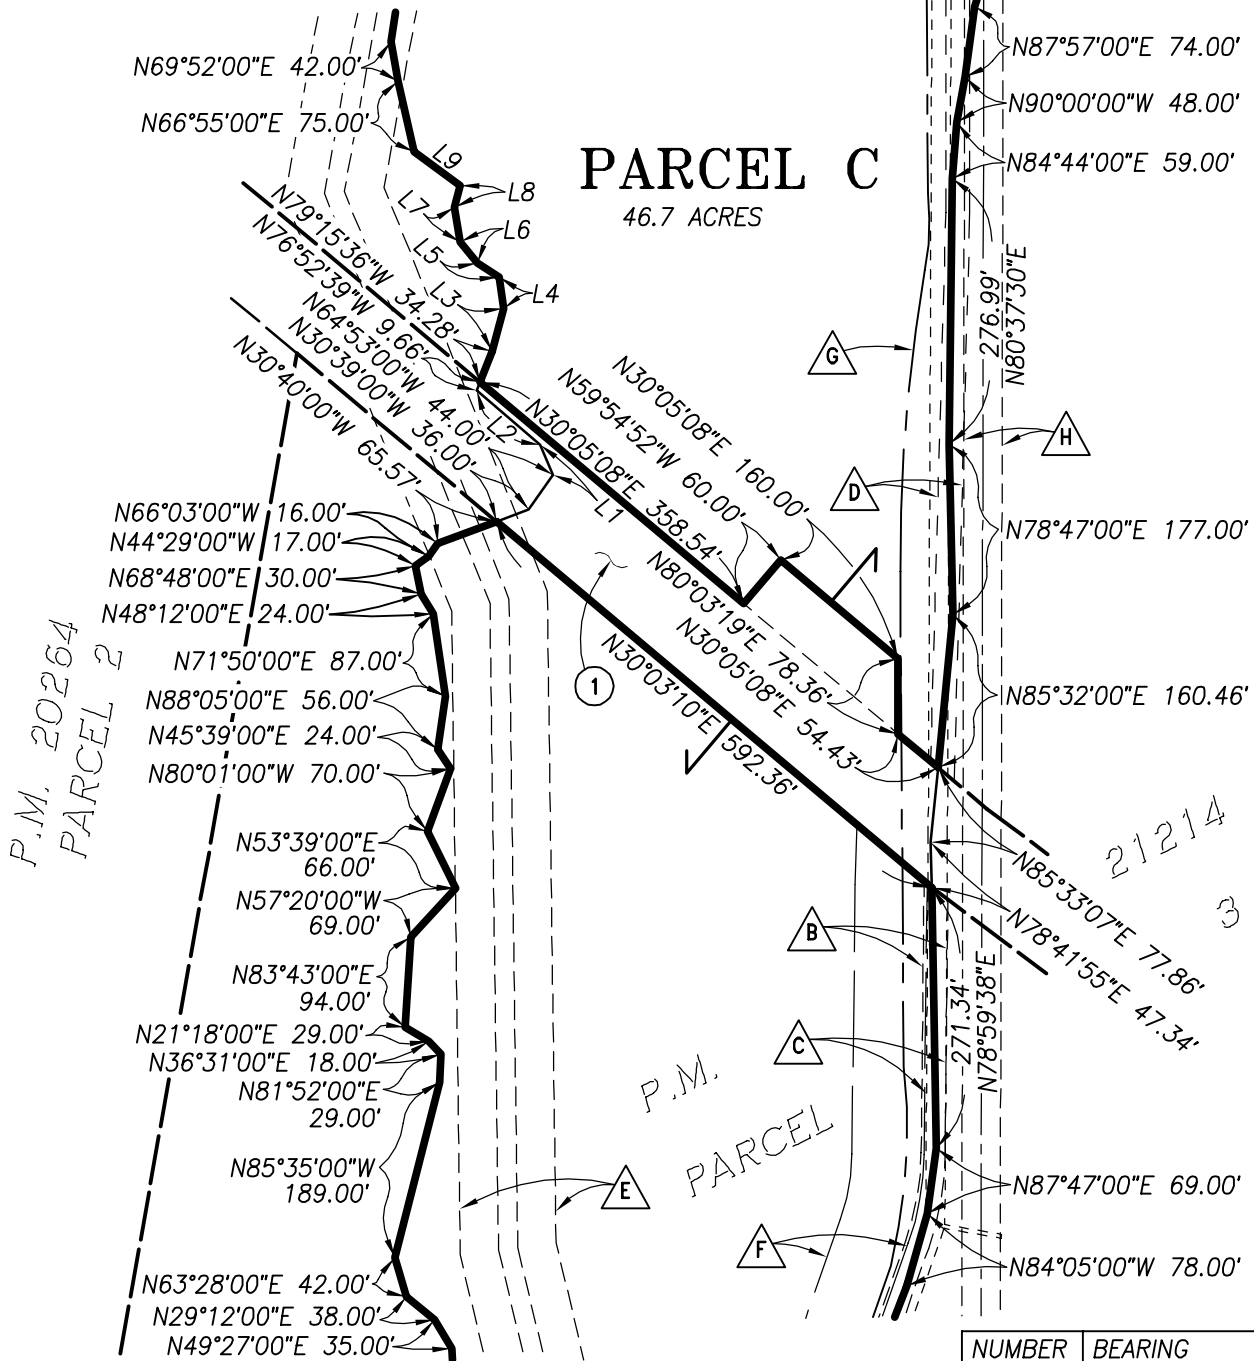 N69°52'00"E 42.00'
N66°55'00"E 75.00'
L9
L8
L7
L6
L5
L4
L3
PARCEL C
46.7 ACRES
N87°57'00"E 74.00'
N90°00'00"W 48.00'
N84°44'00"E 59.00'
276.99'
N80°37'30"E
N79°15'36"W 34.28'
N76°52'39"W 9.66'
N64°53'00"W 44.00'
N30°39'00"W 36.00'
N30°40'00"W 65.57'
L2
L1
N30°05'08"E 358.54'
N59°54'52"W 60.00'
N30°05'08"E 160.00'
G
H
D
N78°47'00"E 177.00'
N66°03'00"W 16.00'
N44°29'00"W 17.00'
N68°48'00"E 30.00'
N48°12'00"E 24.00'
N71°50'00"E 87.00'
N88°05'00"E 56.00'
N45°39'00"E 24.00'
N80°01'00"W 70.00'
N53°39'00"E
66.00'
N57°20'00"W
69.00'
N83°43'00"E
94.00'
N21°18'00"E 29.00'
N36°31'00"E 18.00'
N81°52'00"E
29.00'
N85°35'00"W
189.00'
N63°28'00"E 42.00'
N29°12'00"E 38.00'
N49°27'00"E 35.00'
P.M. 20264
PARCEL 2
1
N80°03'19"E 78.36'
N30°05'08"E 54.43'
N30°03'10"E 592.36'
N85°32'00"E 160.46'
21214
3
N85°33'07"E 77.86'
N78°41'55"E 47.34'
271.34'
N78°59'38"E
B
C
P.M.
PARCEL
E
F
N87°47'00"E 69.00'
N84°05'00"W 78.00'
NUMBER BEARING